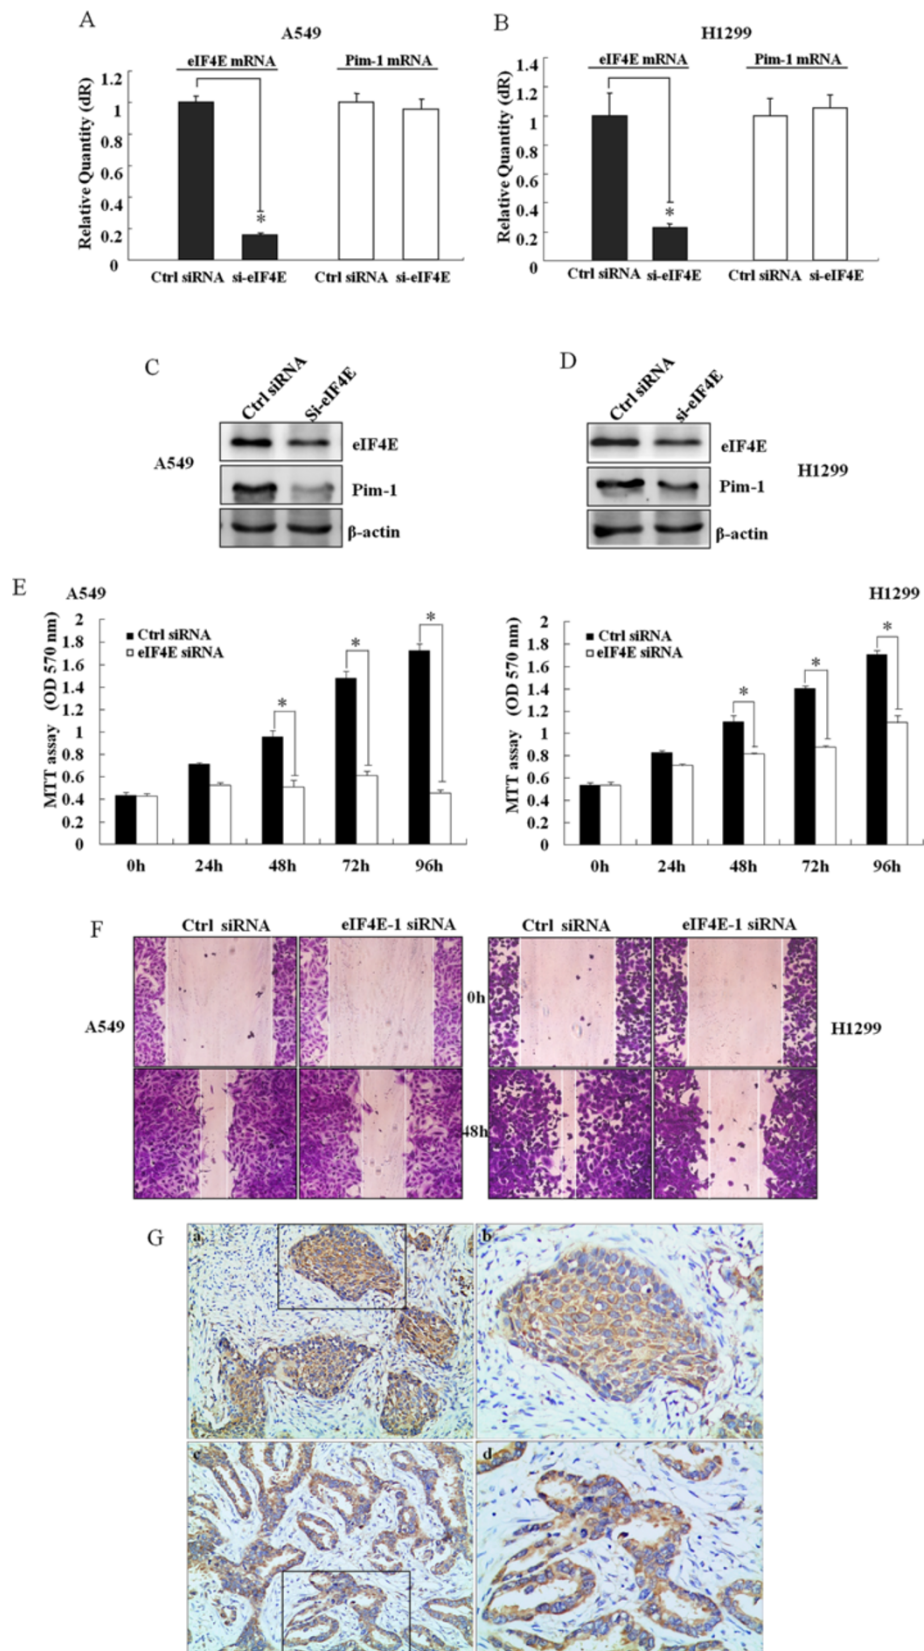 A
A549
eIF4E mRNA
Pim-1 mRNA
Relative Quantity (dR)
1.2
1
0.8
0.6
0.4
0.2
0
*
Ctrl siRNA si-eIF4E
Ctrl siRNA si-eIF4E
B
H1299
eIF4E mRNA
Pim-1 mRNA
Relative Quantity (dR)
1.4
1.2
1
0.8
0.6
0.4
0.2
0
*
Ctrl siRNA si-eIF4E
Ctrl siRNA si-eIF4E
C
Ctrl siRNA
Si-eIF4E
A549
eIF4E
Pim-1
β-actin
D
Ctrl siRNA
si-eIF4E
eIF4E
Pim-1
β-actin
H1299
E
A549
MTT assay (OD 570 nm)
2
1.8
1.6
1.4
1.2
1
0.8
0.6
0.4
0.2
0
Ctrl siRNA
eIF4E siRNA
*
*
*
0h 24h 48h 72h 96h
H1299
MTT assay (OD 570 nm)
2
1.8
1.6
1.4
1.2
1
0.8
0.6
0.4
0.2
0
Ctrl siRNA
eIF4E siRNA
*
*
*
0h 24h 48h 72h 96h
F
Ctrl siRNA
eIF4E-1 siRNA
Ctrl siRNA
eIF4E-1 siRNA
A549
0h
48h
H1299
G
a
b
c
d